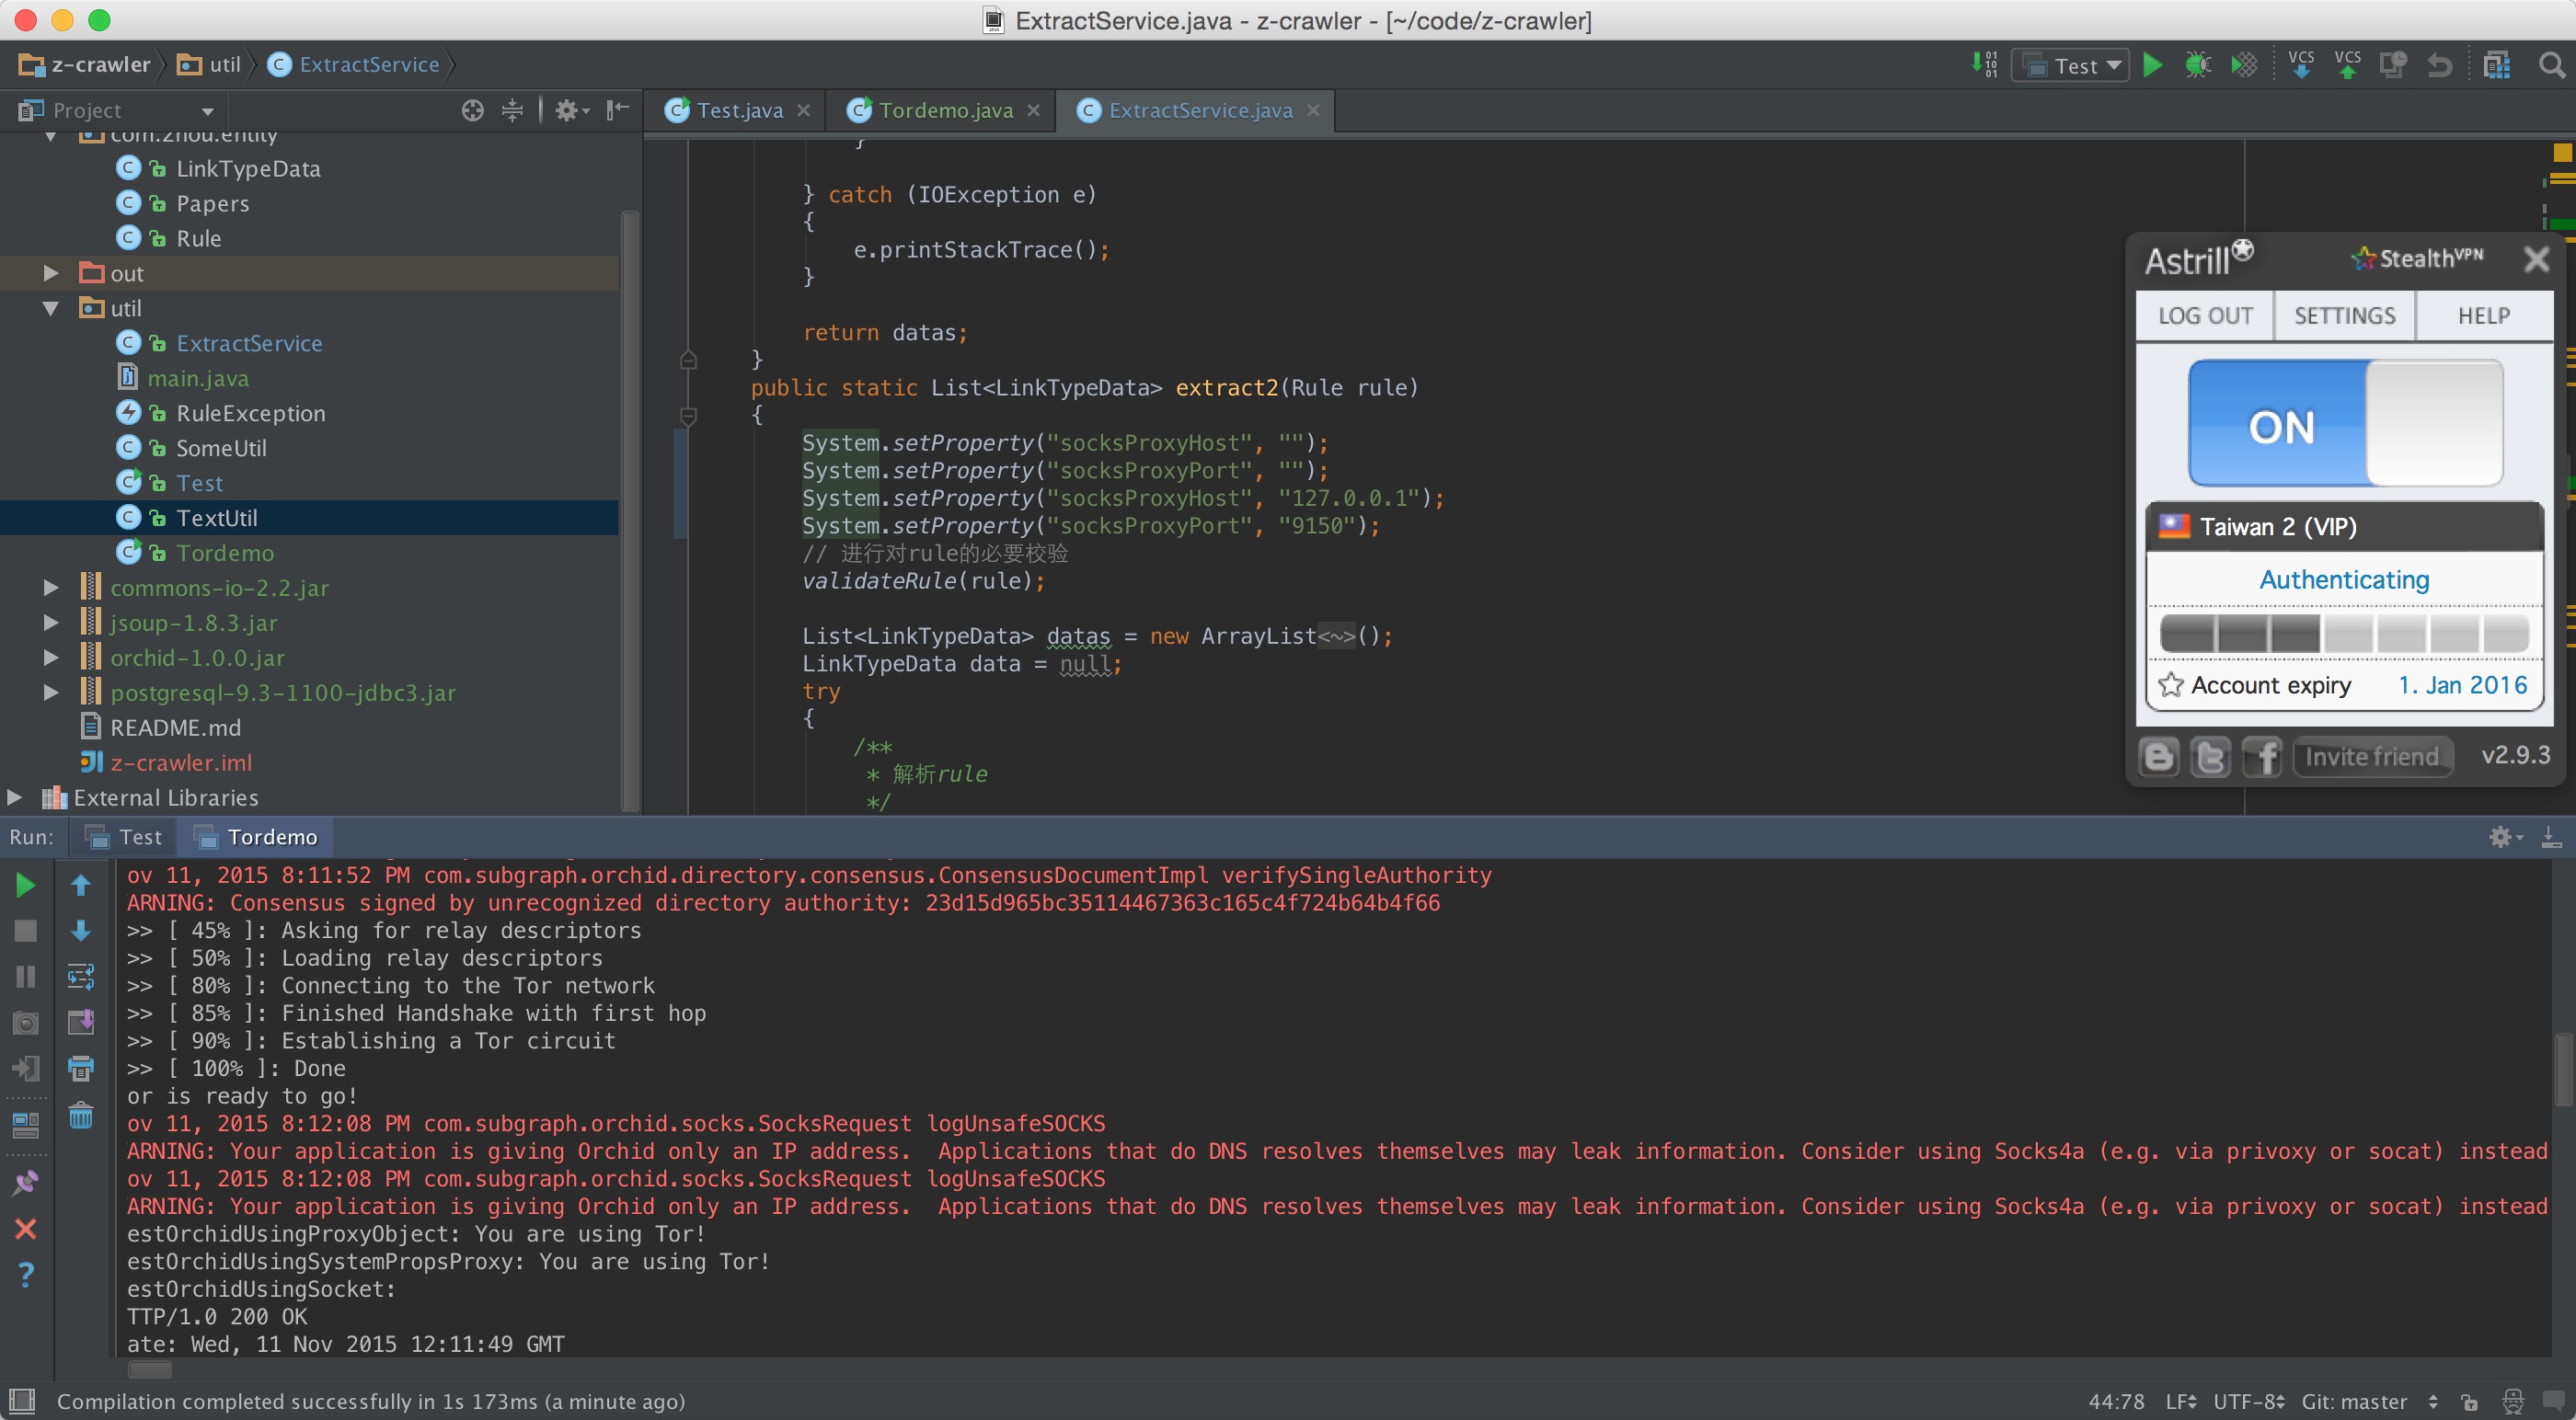 ExtractService.java - z-crawler - [~/code/z-crawler]
z-crawler util ExtractService
Test
VCS VCS
Project
Test.java Tordemo.java ExtractService.java
com.zhou.entity
LinkTypeData
Papers
Rule
out
util
ExtractService
main.java
RuleException
SomeUtil
Test
TextUtil
Tordemo
commons-io-2.2.jar
jsoup-1.8.3.jar
orchid-1.0.0.jar
postgresql-9.3-1100-jdbc3.jar
README.md
z-crawler.iml
External Libraries
}
} catch (IOException e)
{
e.printStackTrace();
}
return datas;
}
public static List<LinkTypeData> extract2(Rule rule)
{
System.setProperty("socksProxyHost", "");
System.setProperty("socksProxyPort", "");
System.setProperty("socksProxyHost", "127.0.0.1");
System.setProperty("socksProxyPort", "9150");
// 进行对rule的必要校验
validateRule(rule);
List<LinkTypeData> datas = new ArrayList<~>();
LinkTypeData data = null;
try
{
/**
* 解析rule
*/
Astrill StealthVPN
LOG OUT SETTINGS HELP
ON
Taiwan 2 (VIP)
Authenticating
Account expiry 1. Jan 2016
Invite friend v2.9.3
Run: Test Tordemo
ov 11, 2015 8:11:52 PM com.subgraph.orchid.directory.consensus.ConsensusDocumentImpl verifySingleAuthority
ARNING: Consensus signed by unrecognized directory authority: 23d15d965bc35114467363c165c4f724b64b4f66
>> [ 45% ]: Asking for relay descriptors
>> [ 50% ]: Loading relay descriptors
>> [ 80% ]: Connecting to the Tor network
>> [ 85% ]: Finished Handshake with first hop
>> [ 90% ]: Establishing a Tor circuit
>> [ 100% ]: Done
or is ready to go!
ov 11, 2015 8:12:08 PM com.subgraph.orchid.socks.SocksRequest logUnsafeSOCKS
ARNING: Your application is giving Orchid only an IP address.  Applications that do DNS resolves themselves may leak information. Consider using Socks4a (e.g. via privoxy or socat) instead
ov 11, 2015 8:12:08 PM com.subgraph.orchid.socks.SocksRequest logUnsafeSOCKS
ARNING: Your application is giving Orchid only an IP address.  Applications that do DNS resolves themselves may leak information. Consider using Socks4a (e.g. via privoxy or socat) instead
estOrchidUsingProxyObject: You are using Tor!
estOrchidUsingSystemPropsProxy: You are using Tor!
estOrchidUsingSocket:
TTP/1.0 200 OK
ate: Wed, 11 Nov 2015 12:11:49 GMT
Compilation completed successfully in 1s 173ms (a minute ago) 44:78 LF UTF-8 Git: master